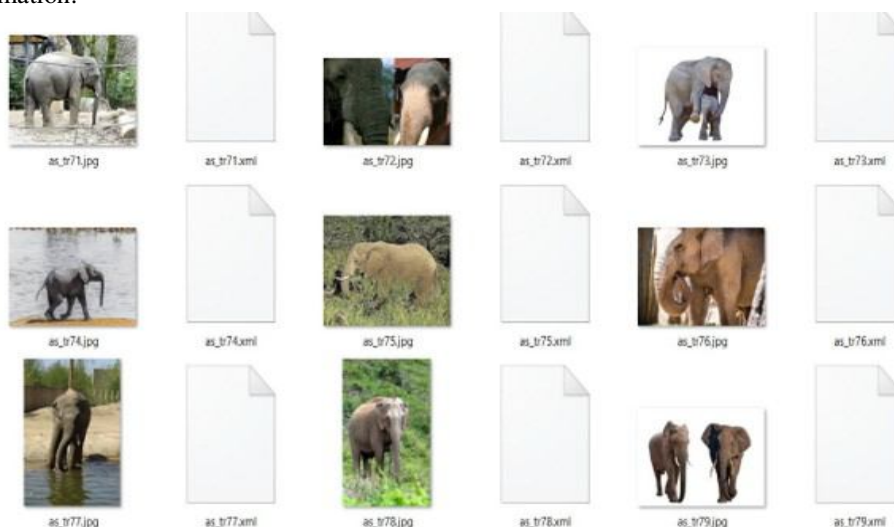 as_tr71.jpg as_tr71.xml as_tr72.jpg as_tr72.xml as_tr73.jpg as_tr73.xml
as_tr74.jpg as_tr74.xml as_tr75.jpg as_tr75.xml as_tr76.jpg as_tr76.xml
as_tr77.jpg as_tr77.xml as_tr78.jpg as_tr78.xml as_tr79.jpg as_tr79.xml